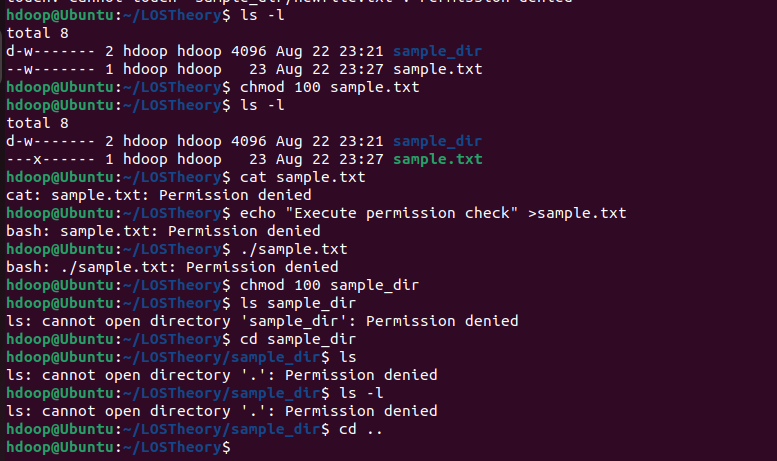 touch: cannot touch 'sample_dir/newfile.txt': Permission denied
hdoop@Ubuntu:~/LOSTheory$ ls -l
total 8
d-w------- 2 hdoop hdoop 4096 Aug 22 23:21 sample_dir
--w------- 1 hdoop hdoop   23 Aug 22 23:27 sample.txt
hdoop@Ubuntu:~/LOSTheory$ chmod 100 sample.txt
hdoop@Ubuntu:~/LOSTheory$ ls -l
total 8
d-w------- 2 hdoop hdoop 4096 Aug 22 23:21 sample_dir
---x------ 1 hdoop hdoop   23 Aug 22 23:27 sample.txt
hdoop@Ubuntu:~/LOSTheory$ cat sample.txt
cat: sample.txt: Permission denied
hdoop@Ubuntu:~/LOSTheory$ echo "Execute permission check" >sample.txt
bash: sample.txt: Permission denied
hdoop@Ubuntu:~/LOSTheory$ ./sample.txt
bash: ./sample.txt: Permission denied
hdoop@Ubuntu:~/LOSTheory$ chmod 100 sample_dir
hdoop@Ubuntu:~/LOSTheory$ ls sample_dir
ls: cannot open directory 'sample_dir': Permission denied
hdoop@Ubuntu:~/LOSTheory$ cd sample_dir
hdoop@Ubuntu:~/LOSTheory/sample_dir$ ls
ls: cannot open directory '.': Permission denied
hdoop@Ubuntu:~/LOSTheory/sample_dir$ ls -l
ls: cannot open directory '.': Permission denied
hdoop@Ubuntu:~/LOSTheory/sample_dir$ cd ..
hdoop@Ubuntu:~/LOSTheory$